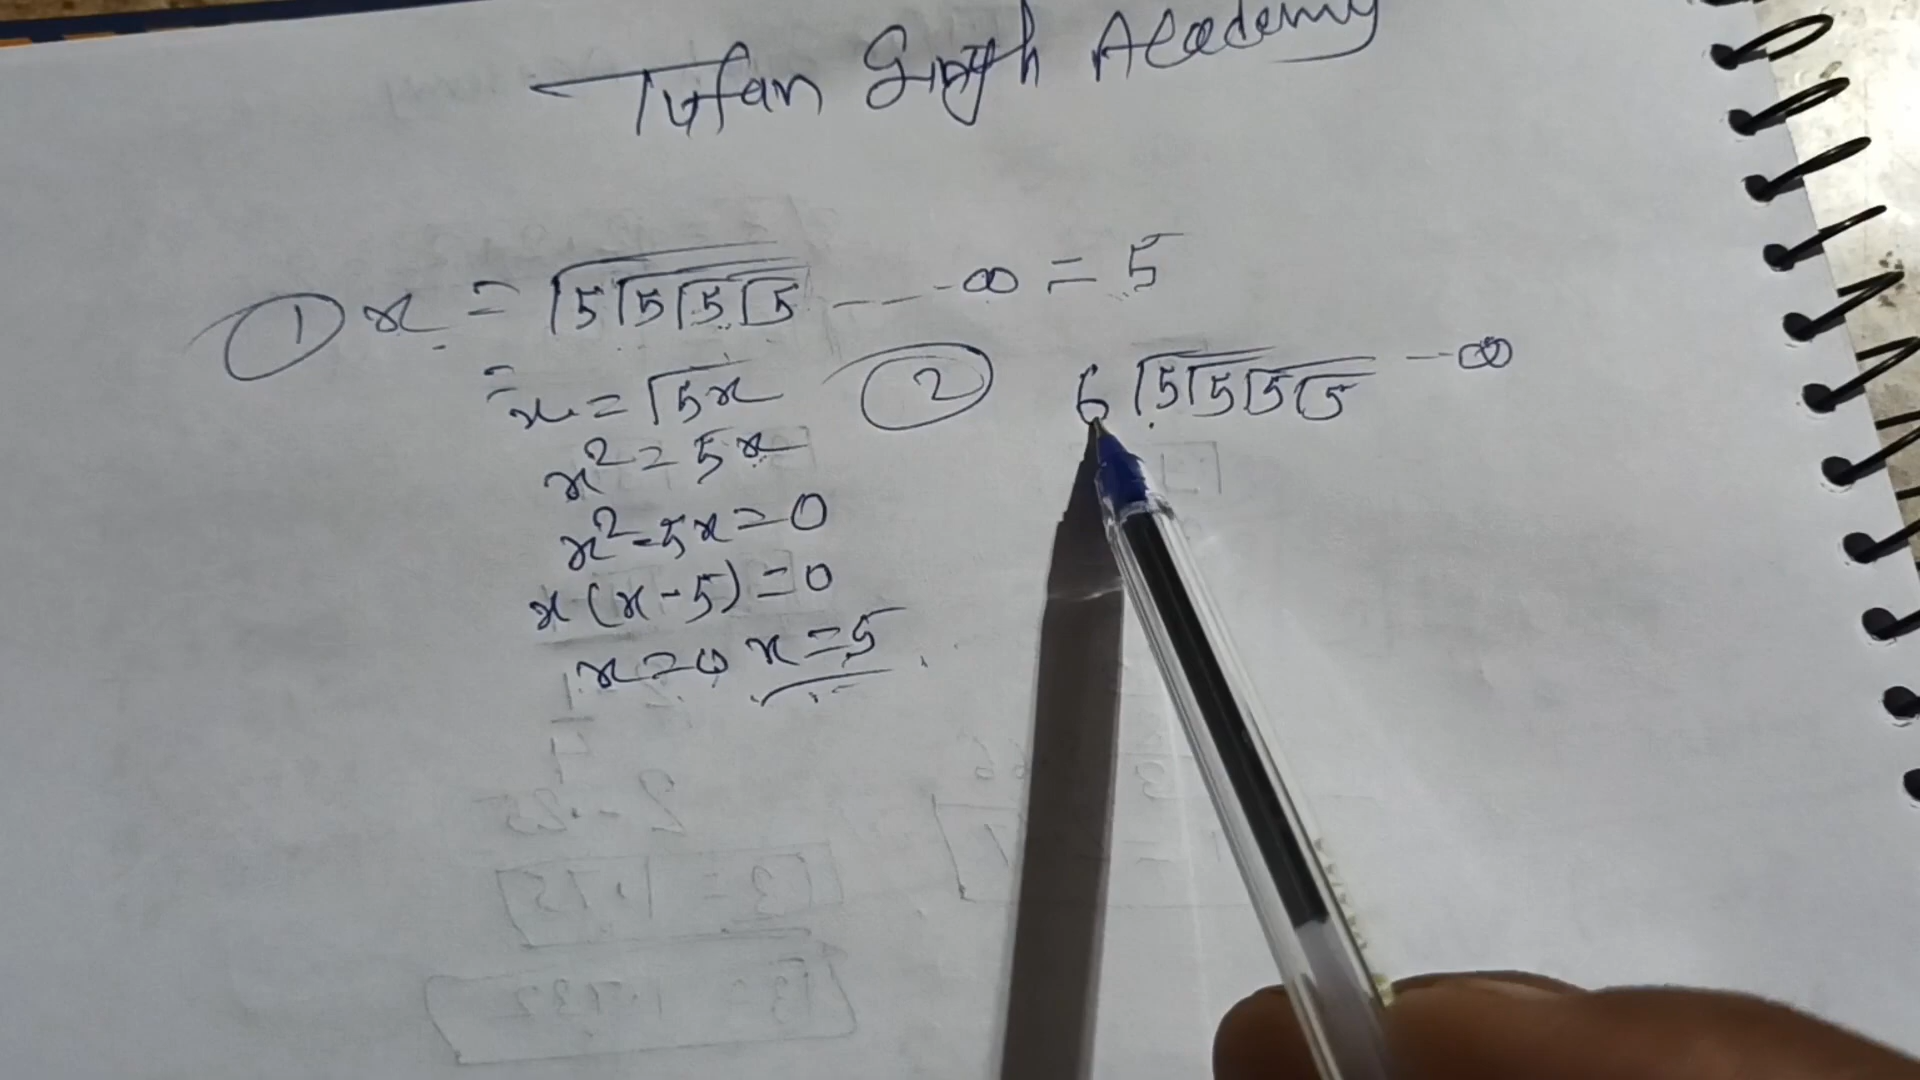 Tufan Singh Academy
① x = √5√5√5√5 ---∞ = 5
= x = √5x
② 6√5√5√5√5 --∞
x² = 5x
x² - 5x = 0
x (x - 5) = 0
x = 0 x = 5